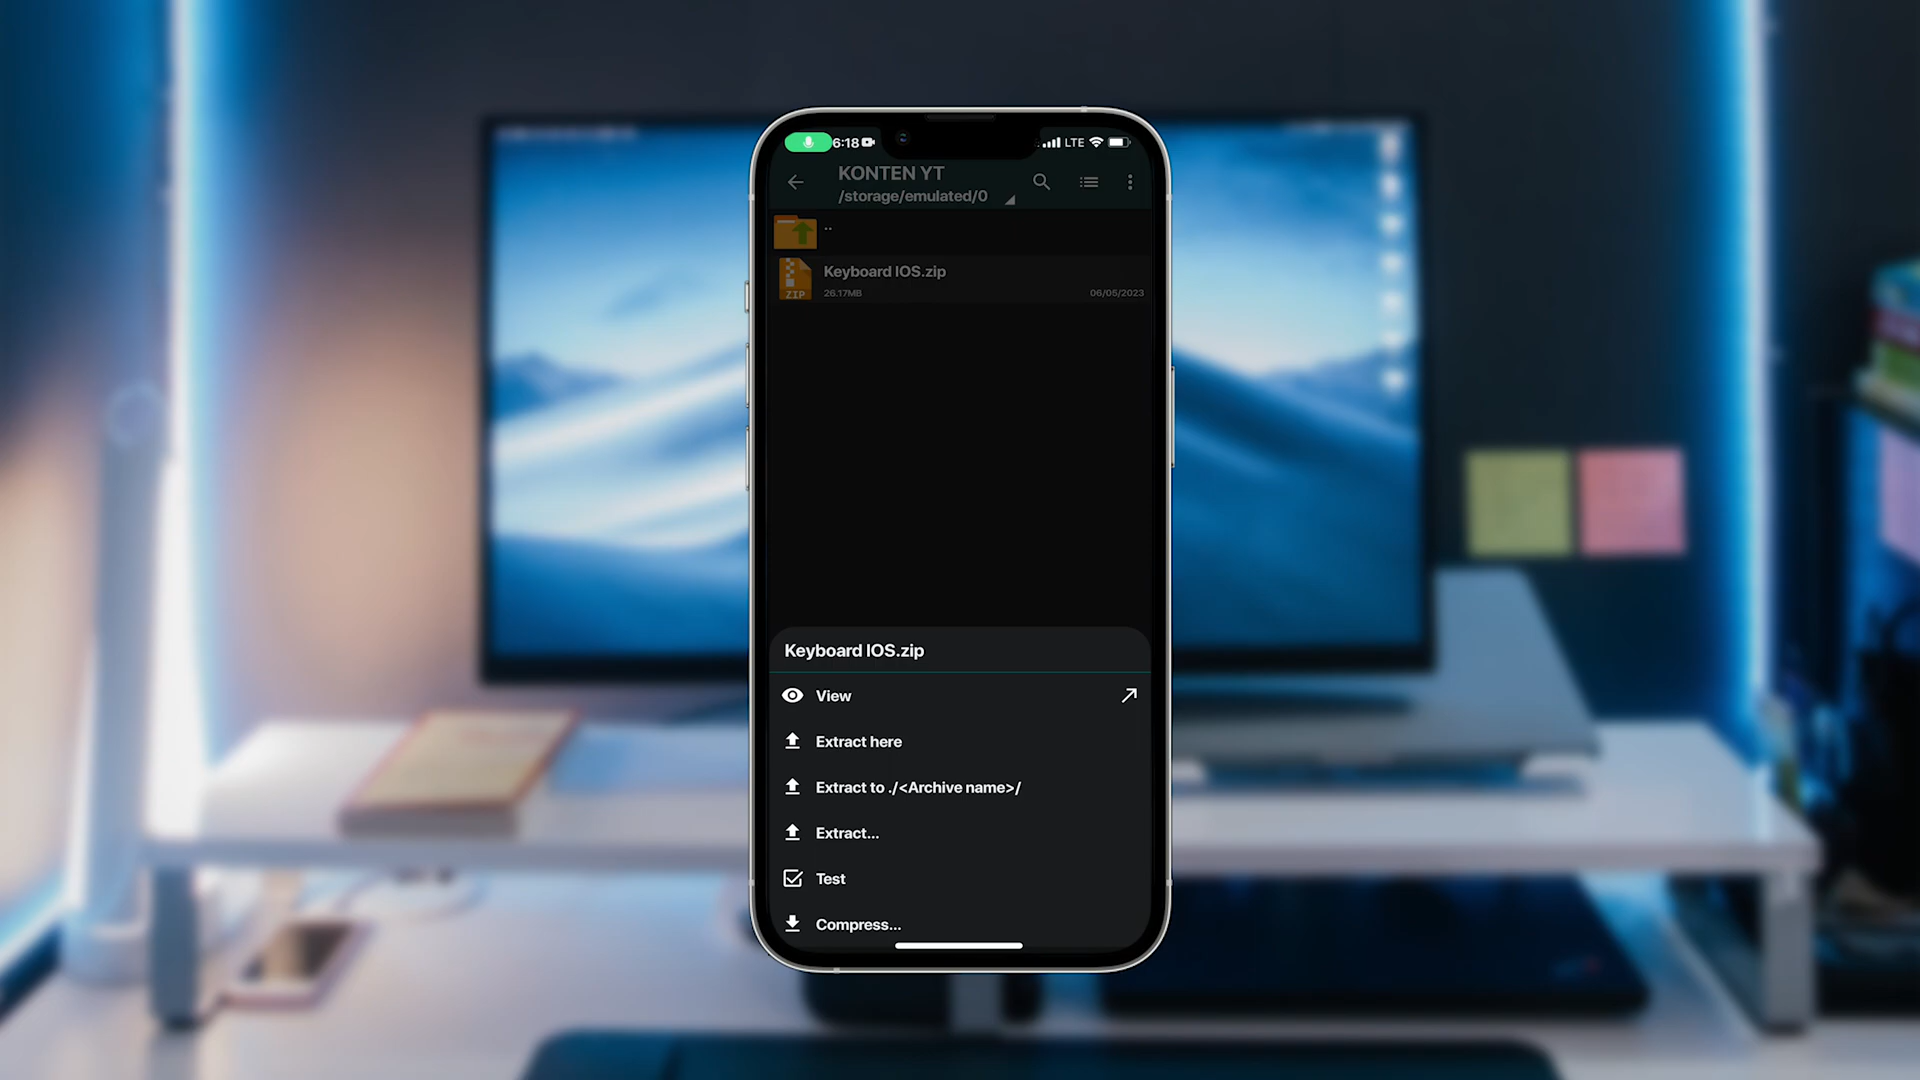 6:18
LTE
KONTEN YT
/storage/emulated/0
..
Keyboard IOS.zip
ZIP
26.17MB
06/05/2023
Keyboard IOS.zip
View
Extract here
Extract to ./<Archive name>/
Extract...
Test
Compress...